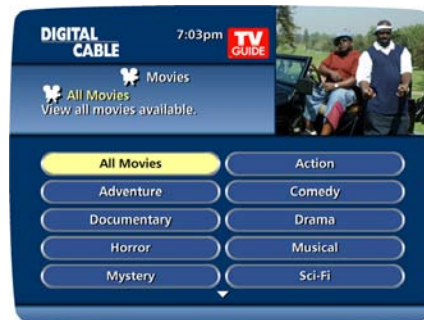 DIGITAL
CABLE
7:03pm
TV
GUIDE
Movies
All Movies
View all movies available.
All Movies
Action
Adventure
Comedy
Documentary
Drama
Horror
Musical
Mystery
Sci-Fi